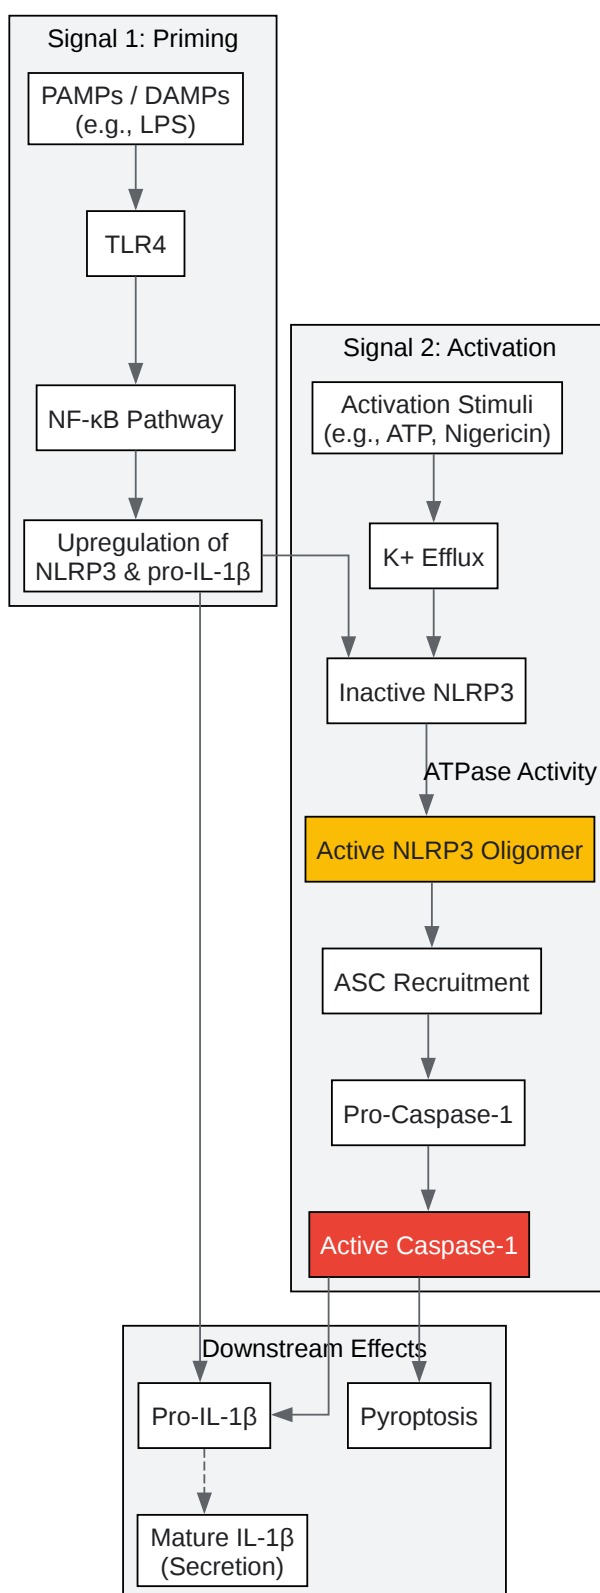 Signal 1: Priming
PAMPs / DAMPs
(e.g., LPS)
TLR4
NF-κB Pathway
Upregulation of
NLRP3 & pro-IL-1β
Signal 2: Activation
Activation Stimuli
(e.g., ATP, Nigericin)
K+ Efflux
Inactive NLRP3
ATPase Activity
Active NLRP3 Oligomer
ASC Recruitment
Pro-Caspase-1
Active Caspase-1
Downstream Effects
Pro-IL-1β
Pyroptosis
Mature IL-1β
(Secretion)